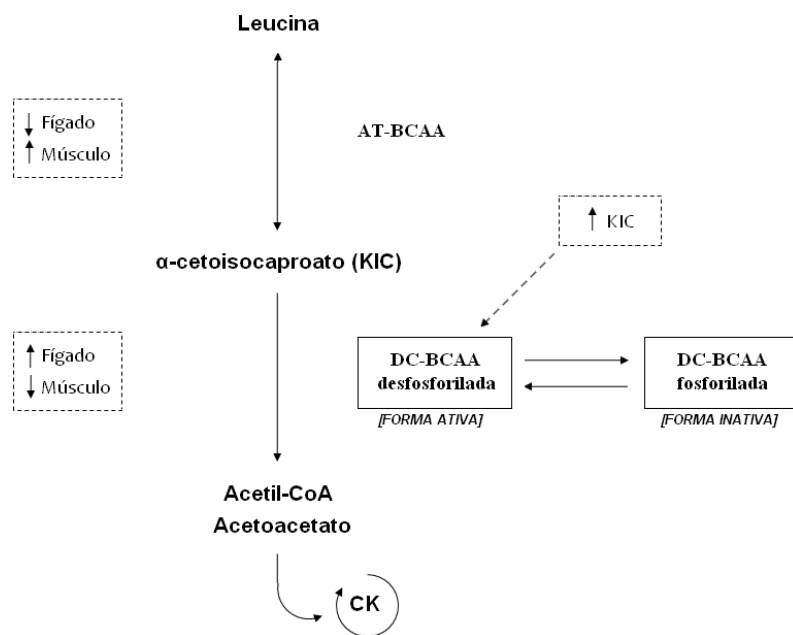 Leucina
↓ Fígado
↑ Músculo
AT-BCAA
↑ KIC
α-cetoisocaproato (KIC)
↑ Fígado
↓ Músculo
DC-BCAA
desfosforilada
[FORMA ATIVA]
DC-BCAA
fosforilada
[FORMA INATIVA]
Acetil-CoA
Acetoacetato
CK